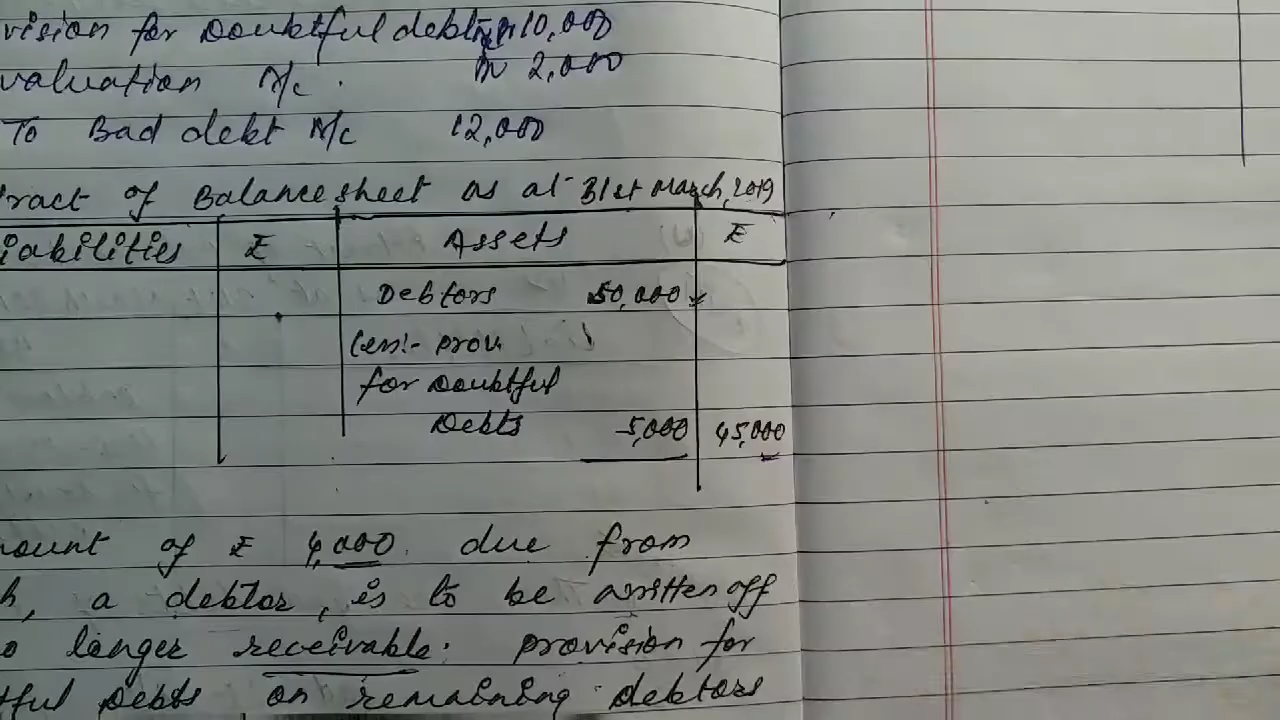 vision for Doubtful debts Dr 10,000
valuation A/c. Dr 2,000
To Bad debt A/c 12,000
ract of Balance sheet as at 31st March, 2019
iabilities ₹ Assets ₹
Debtors 50,000
Less:- prov
for Doubtful
Debts 5,000 45,000
mount of ₹ 4,000. due from
h, a debtor, is to be written off
o longer receivable. provision for
tful Debts on remaining debtors